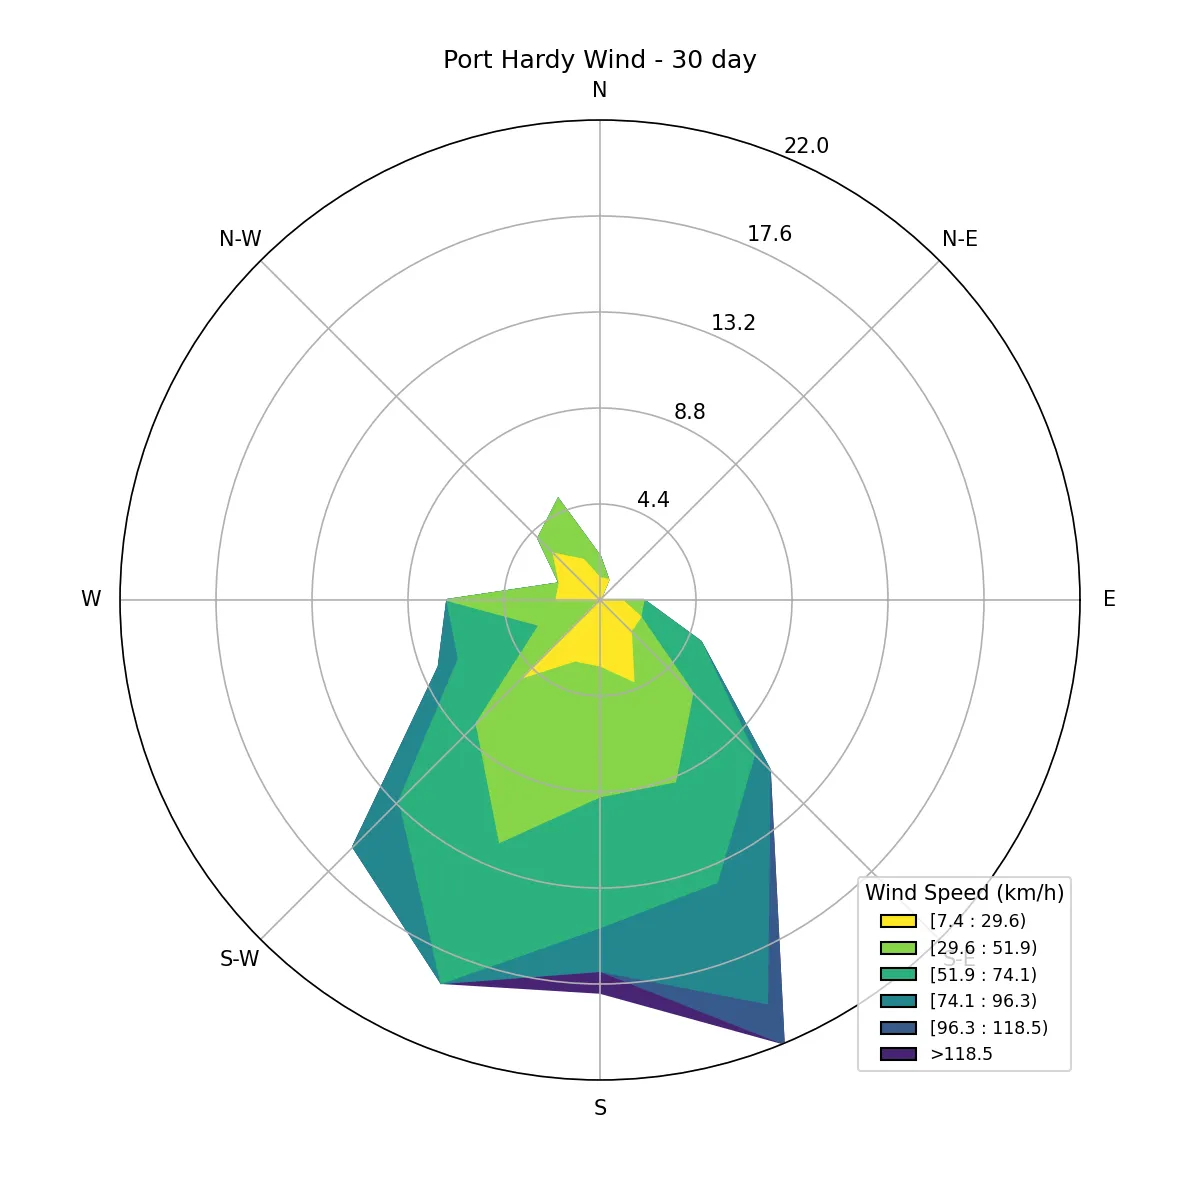 Port Hardy Wind - 30 day
N
22.0
N-W
17.6
N-E
13.2
8.8
4.4
W
E
Wind Speed (km/h)
[7.4 : 29.6)
[29.6 : 51.9)
S-W
S-E
[51.9 : 74.1)
[74.1 : 96.3)
[96.3 : 118.5)
>118.5
S